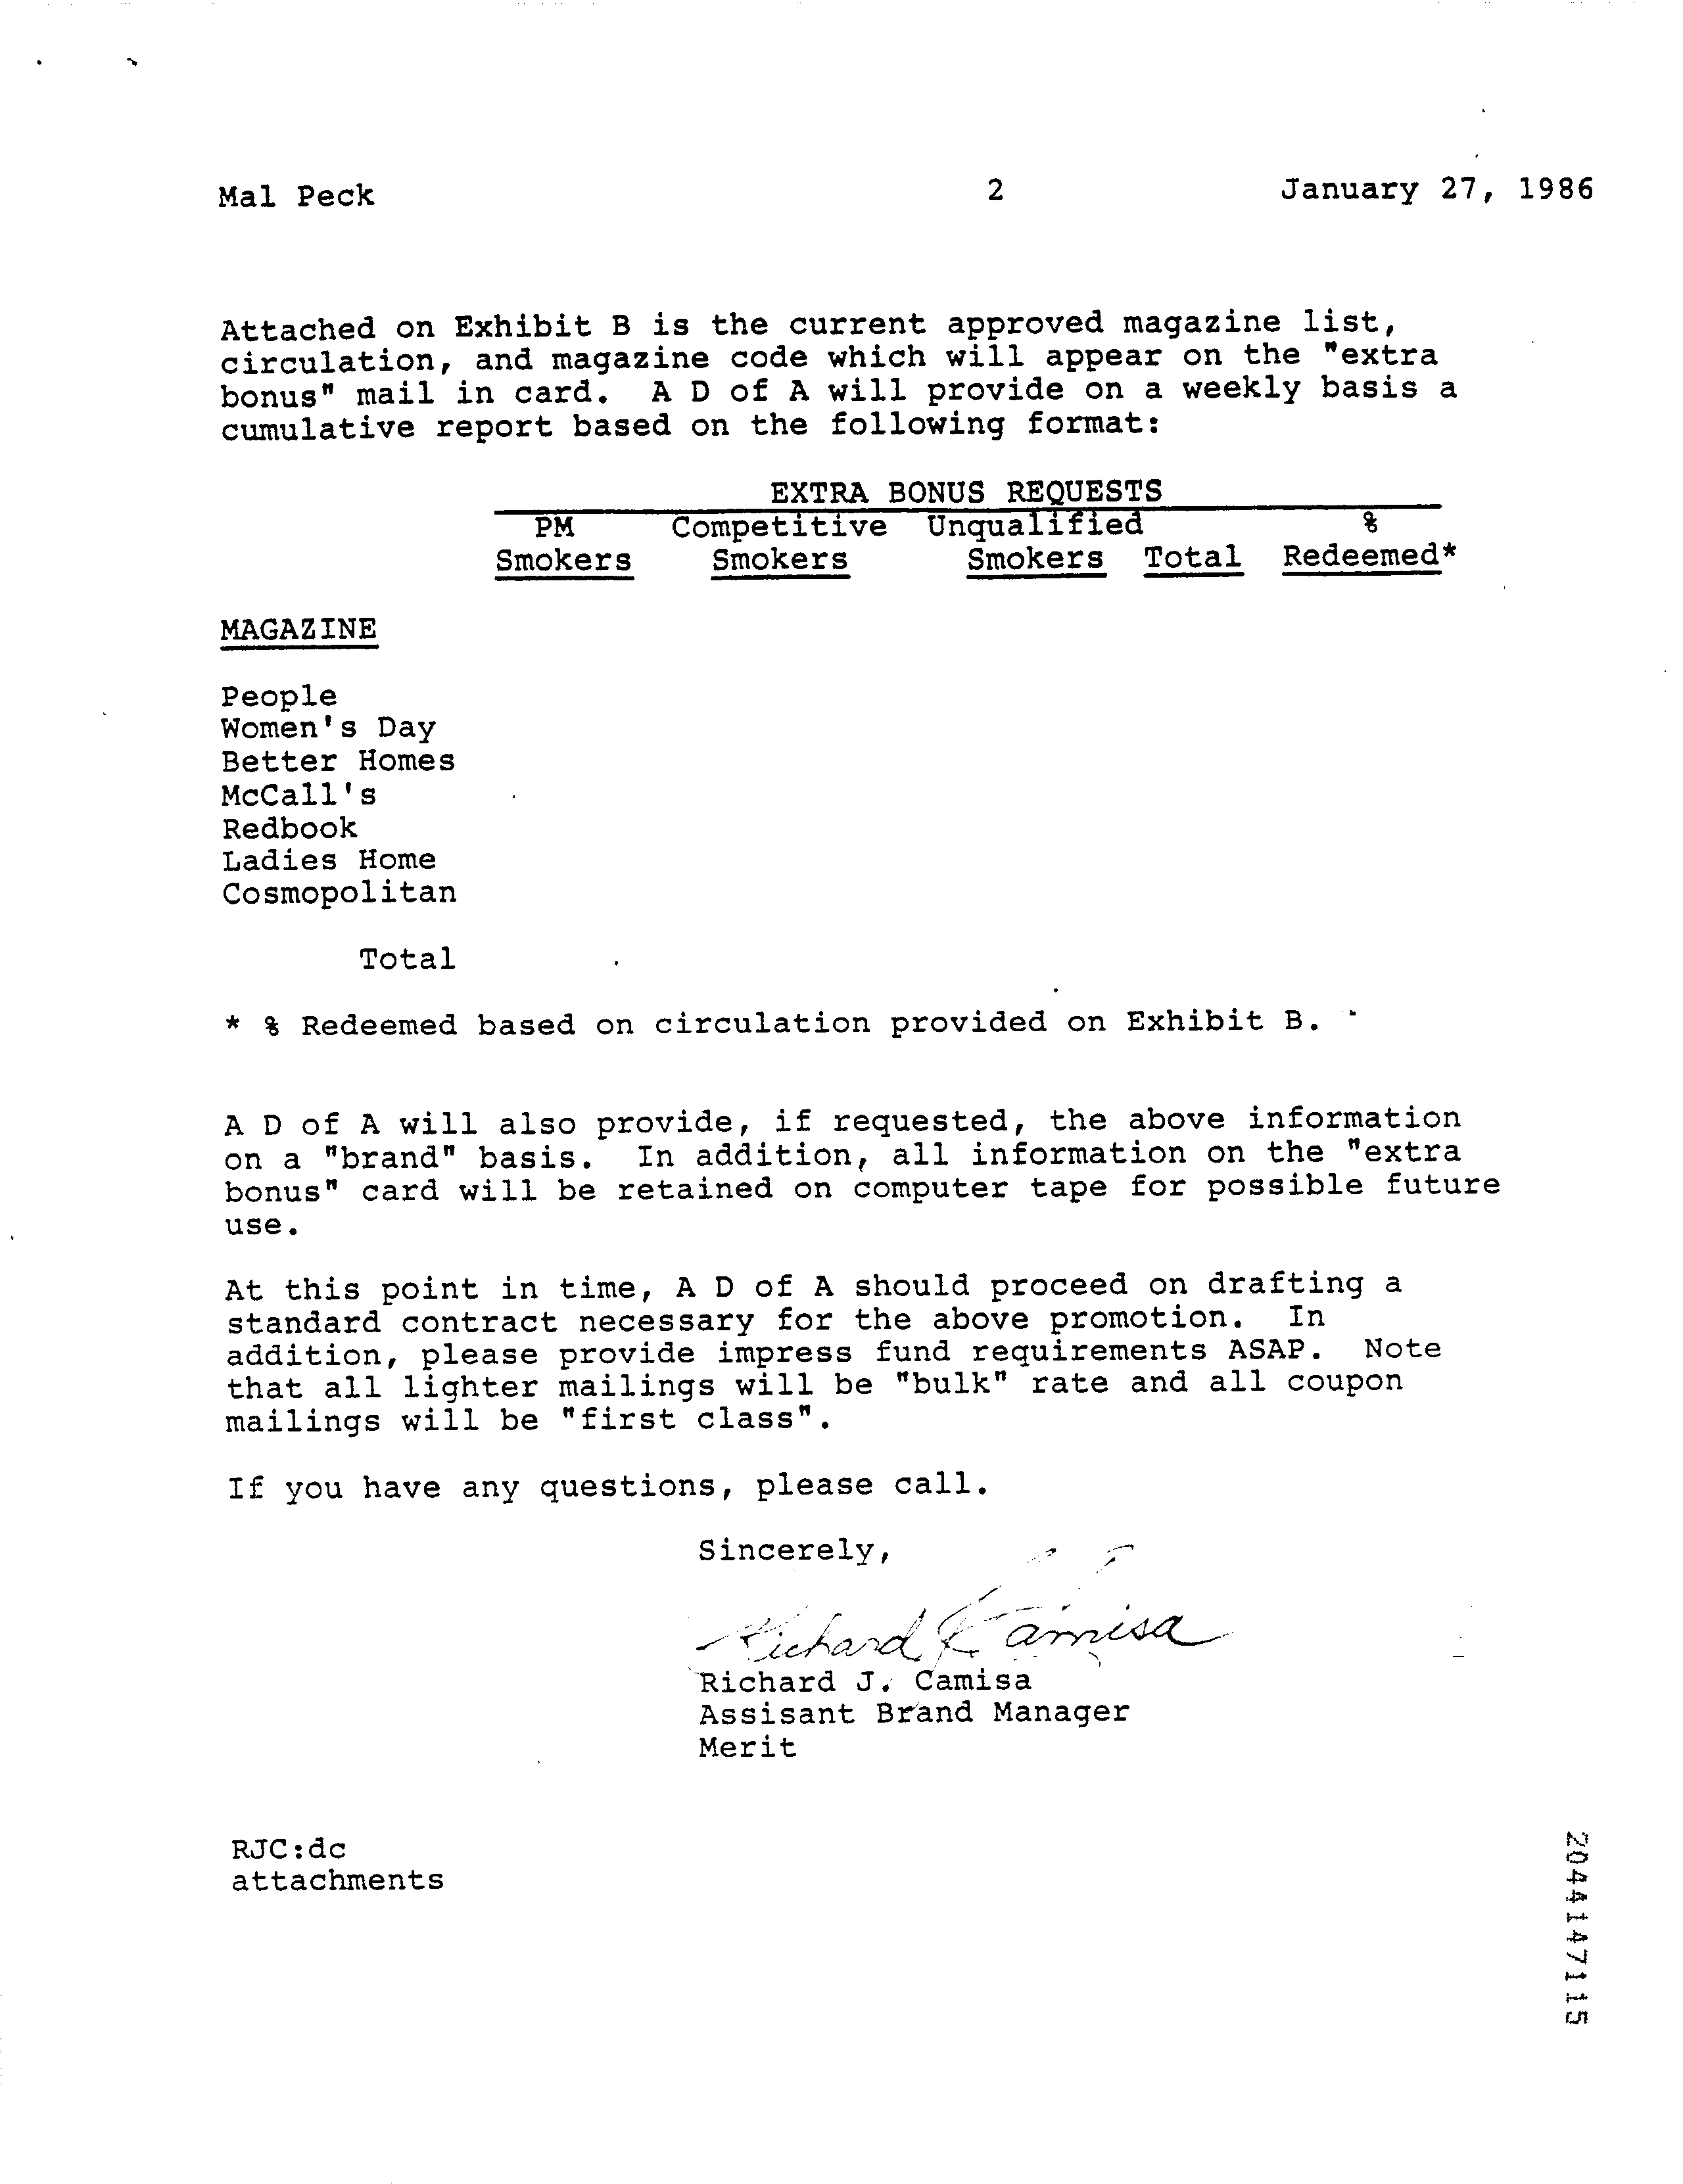 Mal Peck 2 January 27, 1986
Attached on Exhibit B is the current approved magazine list,
circulation, and magazine code which will appear on the "extra
bonus" mail in card. A D of A will provide on a weekly basis a
cumulative report based on the following format:
EXTRA BONUS REQUESTS
PM Competitive Unqualified %
Smokers Smokers Smokers Total Redeemed*
MAGAZINE
People
Women's Day
Better Homes
McCall's
Redbook
Ladies Home
Cosmopolitan
Total
* % Redeemed based on circulation provided on Exhibit B.
A D of A will also provide, if requested, the above information
on a "brand" basis. In addition, all information on the "extra
bonus" card will be retained on computer tape for possible future
use.
At this point in time, A D of A should proceed on drafting a
standard contract necessary for the above promotion. In
addition, please provide impress fund requirements ASAP. Note
that all lighter mailings will be "bulk" rate and all coupon
mailings will be "first class".
If you have any questions, please call.
Sincerely,
Richard J Camisa
Richard J. Camisa
Assisant Brand Manager
Merit
RJC:dc
attachments
2044147115